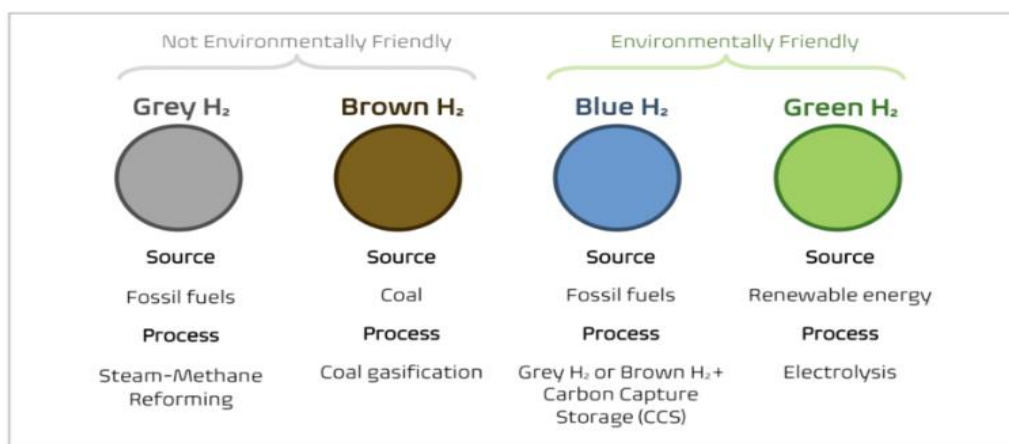 Not Environmentally Friendly
Environmentally Friendly
Grey H₂
Brown H₂
Blue H₂
Green H₂
Source
Source
Source
Source
Fossil fuels
Coal
Fossil fuels
Renewable energy
Process
Process
Process
Process
Steam-Methane
Reforming
Coal gasification
Grey H₂ or Brown H₂+
Carbon Capture
Storage (CCS)
Electrolysis